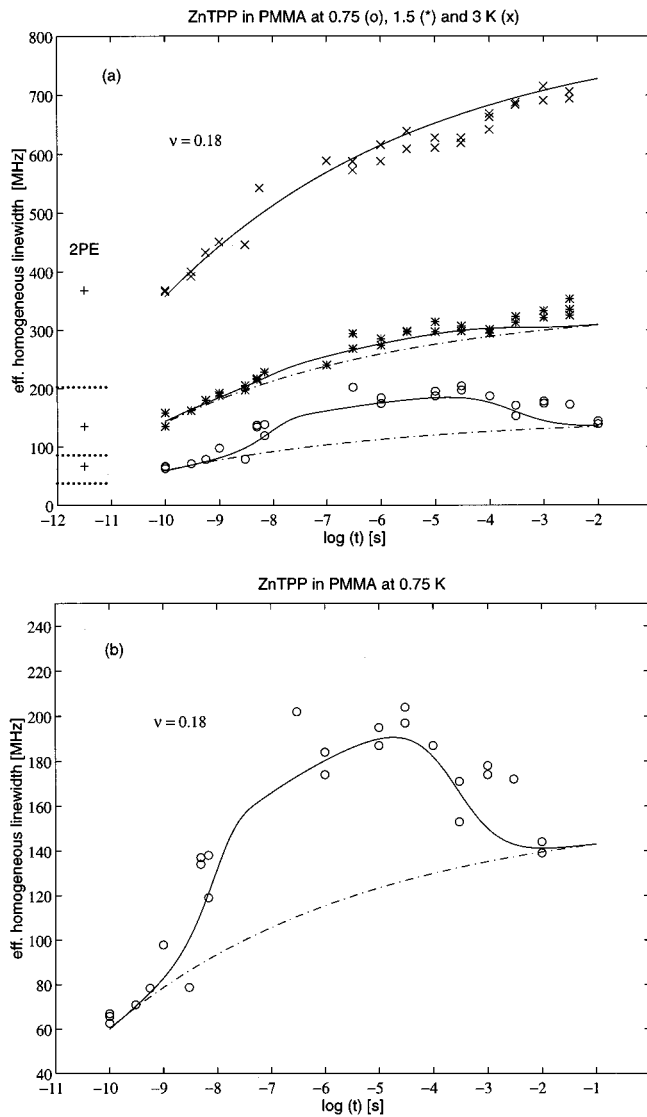 ZnTPP in PMMA at 0.75 (o), 1.5 (*) and 3 K (x)
800
700
600
500
400
300
200
100
0
eff. homogeneous linewidth [MHz]
(a)
ν = 0.18
2PE
−12 −11 −10 −9 −8 −7 −6 −5 −4 −3 −2 −1
log (t) [s]
ZnTPP in PMMA at 0.75 K
240
220
200
180
160
140
120
100
80
60
40
eff. homogeneous linewidth [MHz]
(b)
ν = 0.18
−11 −10 −9 −8 −7 −6 −5 −4 −3 −2 −1
log (t) [s]